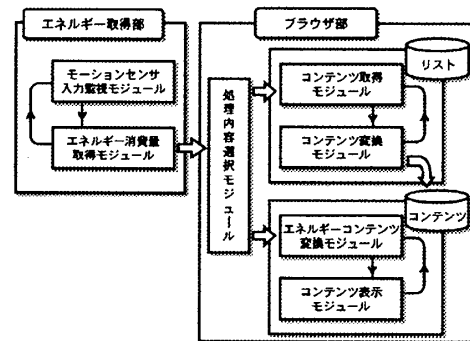 エネルギー取得部
モーションセンサ
入力監視モジュール
エネルギー消費量
取得モジュール
ブラウザ部
処理内容選択モジュール
リスト
コンテンツ取得
モジュール
コンテンツ変換
モジュール
コンテンツ
エネルギーコンテンツ
変換モジュール
コンテンツ表示
モジュール